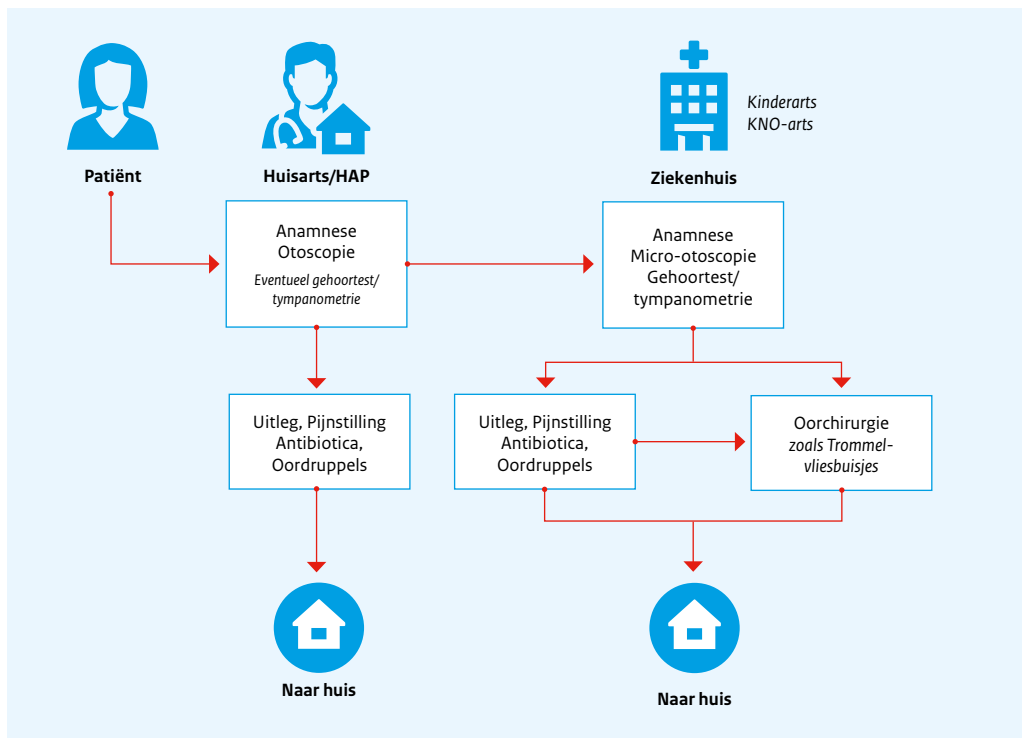 Kinderarts
KNO-arts
Patiënt
Huisarts/HAP
Ziekenhuis
Anamnese
Otoscopie
Eventueel gehoortest/
tympanometrie
Anamnese
Micro-otoscopie
Gehoortest/
tympanometrie
Uitleg, Pijnstilling
Antibiotica,
Oordruppels
Uitleg, Pijnstilling
Antibiotica,
Oordruppels
Oorchirurgie
zoals Trommel-
vliesbuisjes
Naar huis
Naar huis